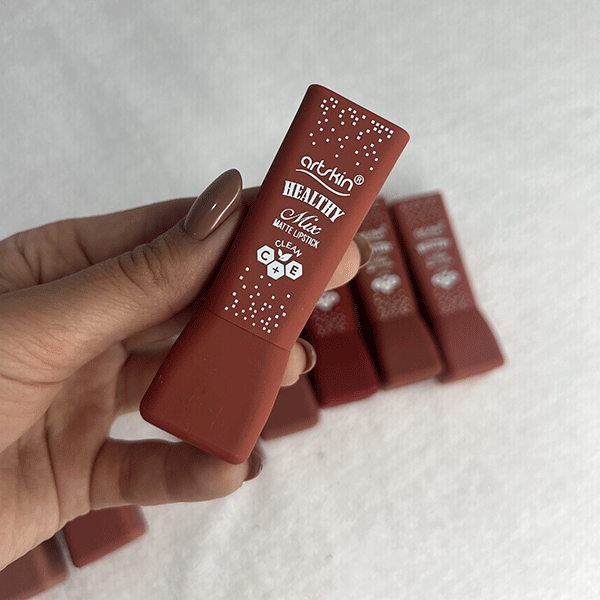 artskin®
HEALTHY
Mix
MATTE LIPSTICK
CLEAN
C + E